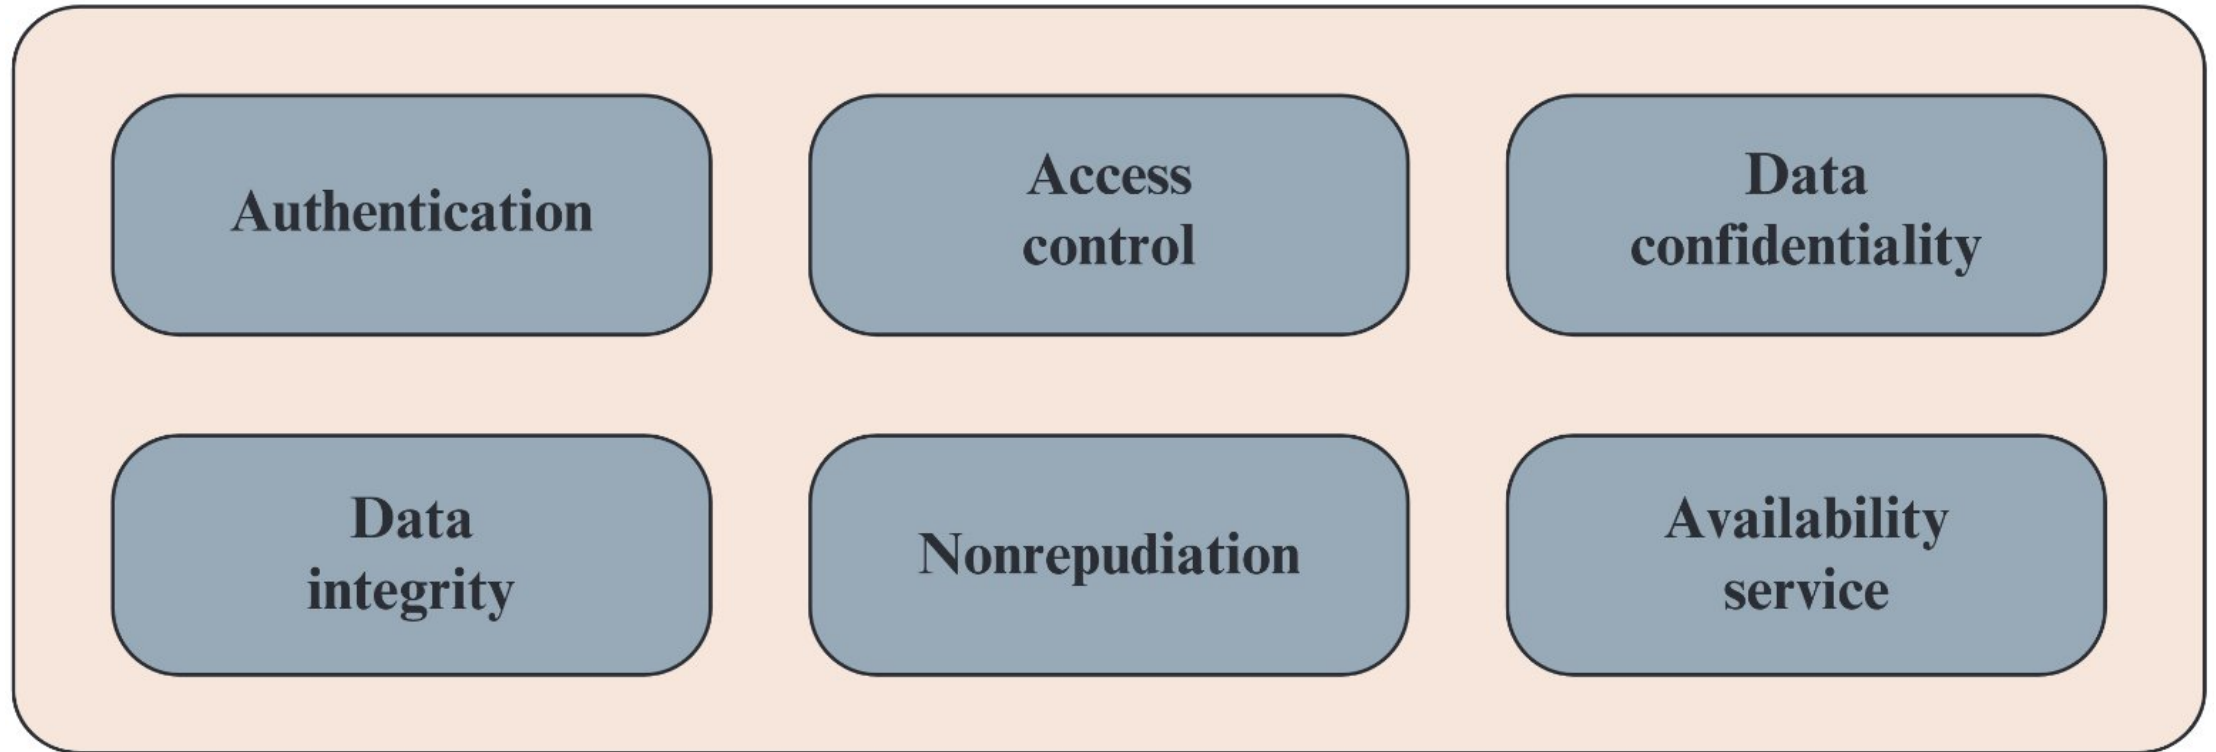 Authentication
Access
control
Data
confidentiality
Data
integrity
Nonrepudiation
Availability
service